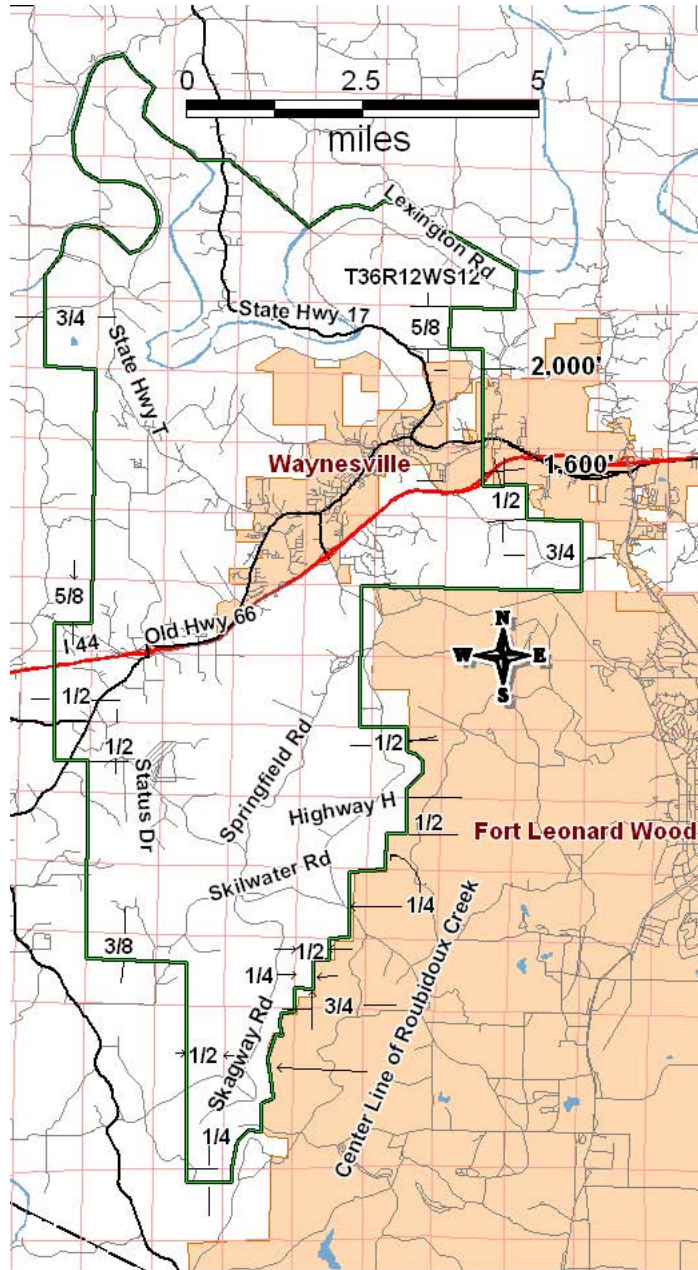 0 2.5 5
miles
Lexington Rd
T36R12WS12
State Hwy 17
3/4
5/8
State Hwy T
2,000'
Waynesville
1,600'
1/2
3/4
5/8
Old Hwy 66
I 44
N
W E
S
1/2
1/2
1/2
Status Dr
Springfield Rd
Highway H
1/2
Fort Leonard Wood
Skilwater Rd
1/4
3/8
1/2
1/4
3/4
Skagway Rd
1/2
Center Line of Roubidoux Creek
1/4